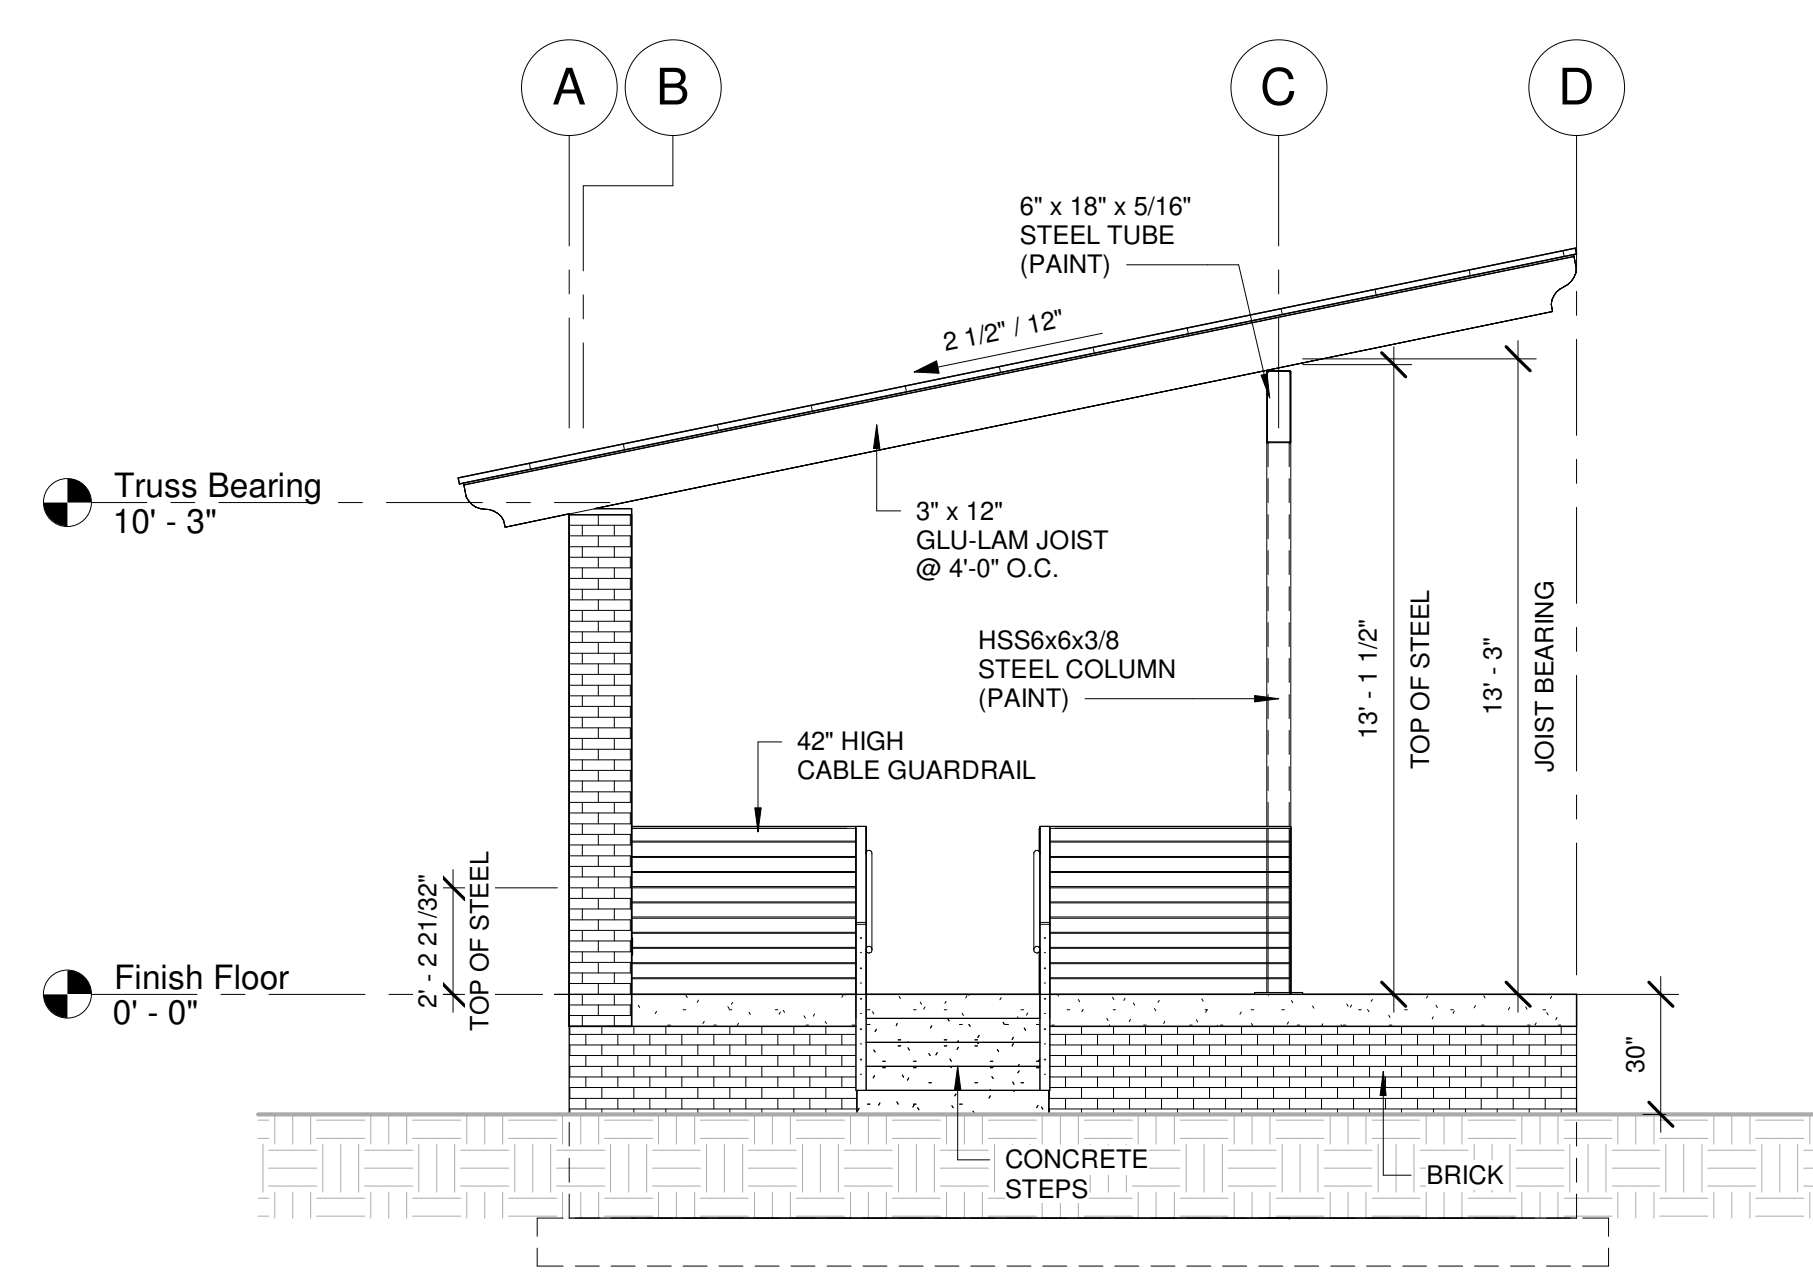 A
B
C
D
6" x 18" x 5/16"
STEEL TUBE
(PAINT)
2 1/2" / 12"
Truss Bearing
10' - 3"
3" x 12"
GLU-LAM JOIST
@ 4'-0" O.C.
HSS6x6x3/8
STEEL COLUMN
(PAINT)
13' - 1 1/2"
TOP OF STEEL
13' - 3"
JOIST BEARING
42" HIGH
CABLE GUARDRAIL
2' - 2 21/32"
TOP OF STEEL
Finish Floor
0' - 0"
30"
CONCRETE
STEPS
BRICK